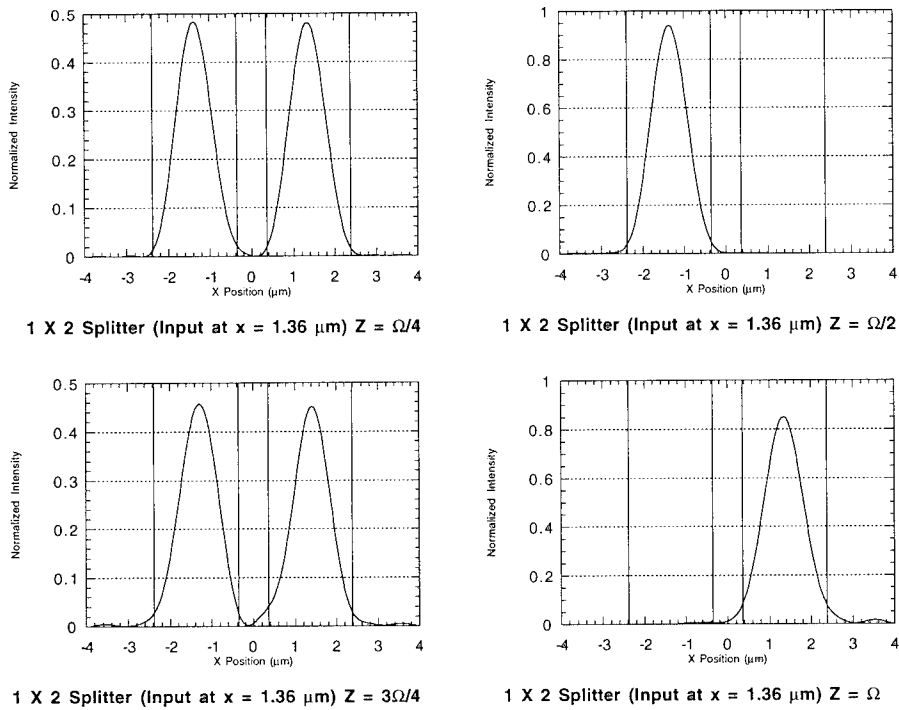 0.5
0.4
0.3
0.2
0.1
0
Normalized Intensity
-4 -3 -2 -1 0 1 2 3 4
X Position (μm)
1 X 2 Splitter (Input at x = 1.36 μm) Z = Ω/4
1
0.8
0.6
0.4
0.2
0
Normalized Intensity
-4 -3 -2 -1 0 1 2 3 4
X Position (μm)
1 X 2 Splitter (Input at x = 1.36 μm) Z = Ω/2
0.5
0.4
0.3
0.2
0.1
0
Normalized Intensity
-4 -3 -2 -1 0 1 2 3 4
X Position (μm)
1 X 2 Splitter (Input at x = 1.36 μm) Z = 3Ω/4
1
0.8
0.6
0.4
0.2
0
Normalized Intensity
-4 -3 -2 -1 0 1 2 3 4
X Position (μm)
1 X 2 Splitter (Input at x = 1.36 μm) Z = Ω